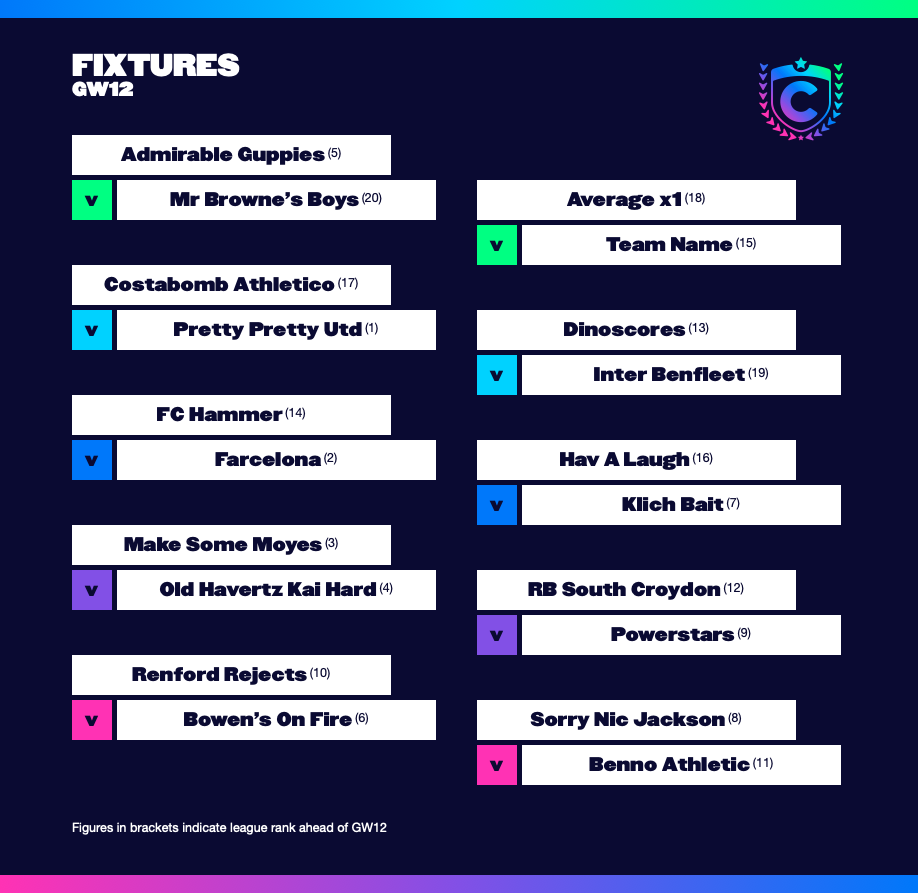 FIXTURES
GW12
Admirable Guppies (5)
v Mr Browne’s Boys (20)
Costabomb Athletico (17)
v Pretty Pretty Utd (1)
FC Hammer (14)
v Farcelona (2)
Make Some Moyes (3)
v Old Havertz Kai Hard (4)
Renford Rejects (10)
v Bowen’s On Fire (6)
C
Average x1 (18)
v Team Name (15)
Dinoscores (13)
v Inter Benfleet (19)
Hav A Laugh (16)
v Klich Bait (7)
RB South Croydon (12)
v Powerstars (9)
Sorry Nic Jackson (8)
v Benno Athletic (11)
Figures in brackets indicate league rank ahead of GW12